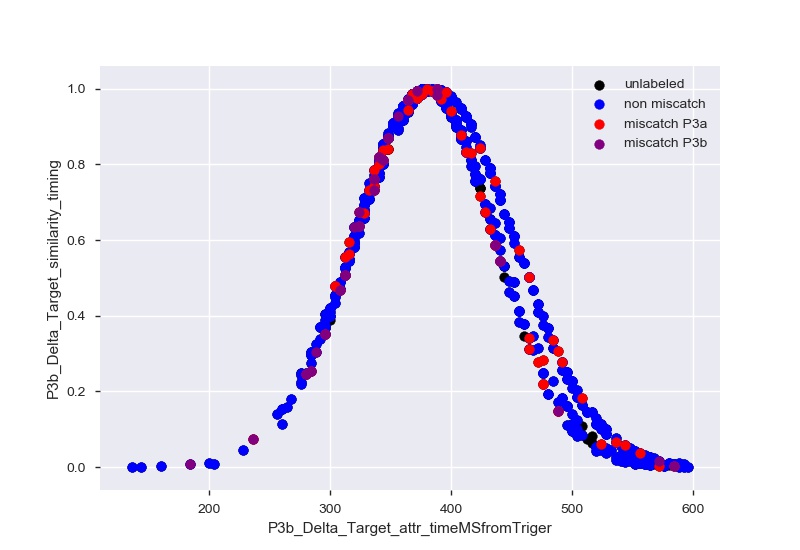 1.0
0.8
0.6
0.4
0.2
0.0
200
300
400
500
600
P3b_Delta_Target_similarity_timing
P3b_Delta_Target_attr_timeMSfromTriger
unlabeled
non miscatch
miscatch P3a
miscatch P3b